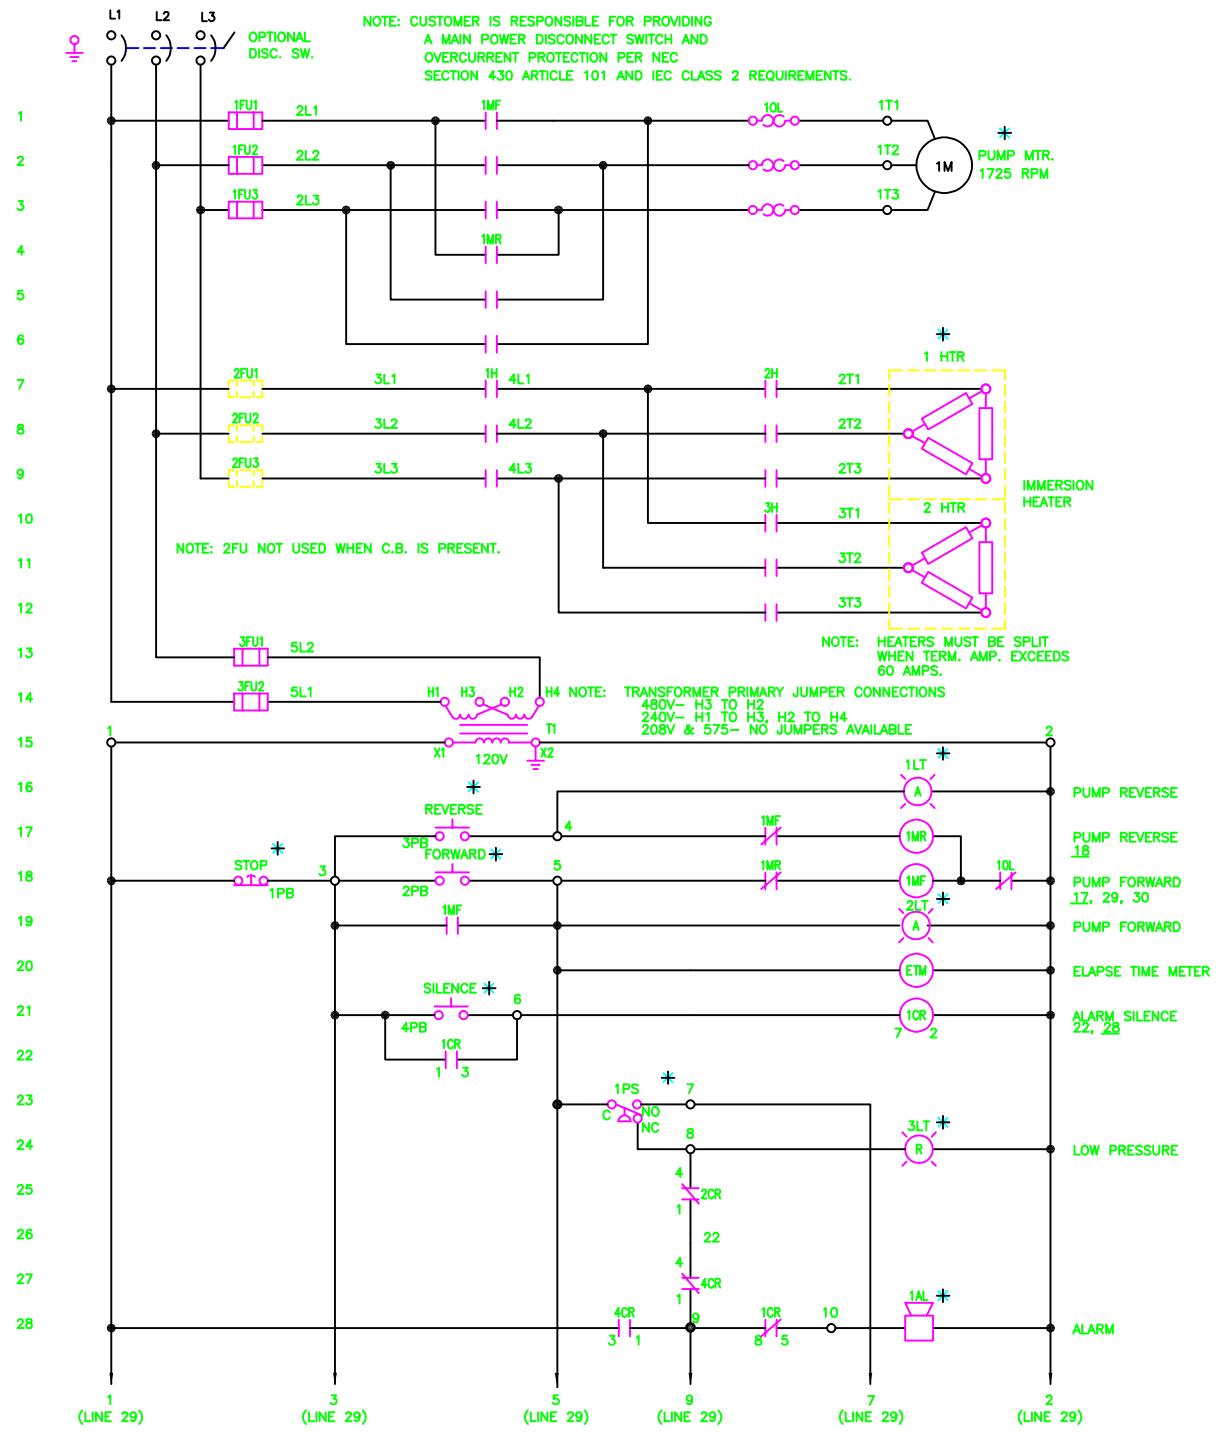 L1 L2 L3
OPTIONAL
DISC. SW.
NOTE: CUSTOMER IS RESPONSIBLE FOR PROVIDING
A MAIN POWER DISCONNECT SWITCH AND
OVERCURRENT PROTECTION PER NEC
SECTION 430 ARTICLE 101 AND IEC CLASS 2 REQUIREMENTS.
1 1FU1 2L1 1MF 1OL 1T1
2 1FU2 2L2 1T2 1M PUMP MTR.
1725 RPM
3 1FU3 2L3 1T3
4 1MR
5
6
1 HTR
7 2FU1 3L1 1H 4L1 2H 2T1
8 2FU2 3L2 4L2 2T2
9 2FU3 3L3 4L3 2T3
IMMERSION
HEATER
2 HTR
10 3H 3T1
NOTE: 2FU NOT USED WHEN C.B. IS PRESENT.
11 3T2
12 3T3
NOTE: HEATERS MUST BE SPLIT
WHEN TERM. AMP. EXCEEDS
60 AMPS.
13 3FU1 5L2
14 3FU2 5L1 H1 H3 H2 H4
NOTE: TRANSFORMER PRIMARY JUMPER CONNECTIONS
480V- H3 TO H2
240V- H1 TO H3, H2 TO H4
208V & 575- NO JUMPERS AVAILABLE
15 1 X1 120V X2 T1 2
16 1LT A PUMP REVERSE
REVERSE
17 3PB 4 1MF 1MR PUMP REVERSE
18
FORWARD
STOP
18 1PB 3 2PB 5 1MR 1MF 1OL PUMP FORWARD
17, 29, 30
19 1MF 2LT A PUMP FORWARD
20 ETM ELAPSE TIME METER
SILENCE
21 4PB 6 1CR ALARM SILENCE
7 2 22, 28
22 1CR
1 3
23 1PS 7
C NO
NC
24 8 3LT R LOW PRESSURE
25 4 2CR
1
26 22
27 4 4CR
1
28 4CR 9 1CR 10 1AL ALARM
3 1 8 5
1 3 5 9 7 2
(LINE 29) (LINE 29) (LINE 29) (LINE 29) (LINE 29) (LINE 29)